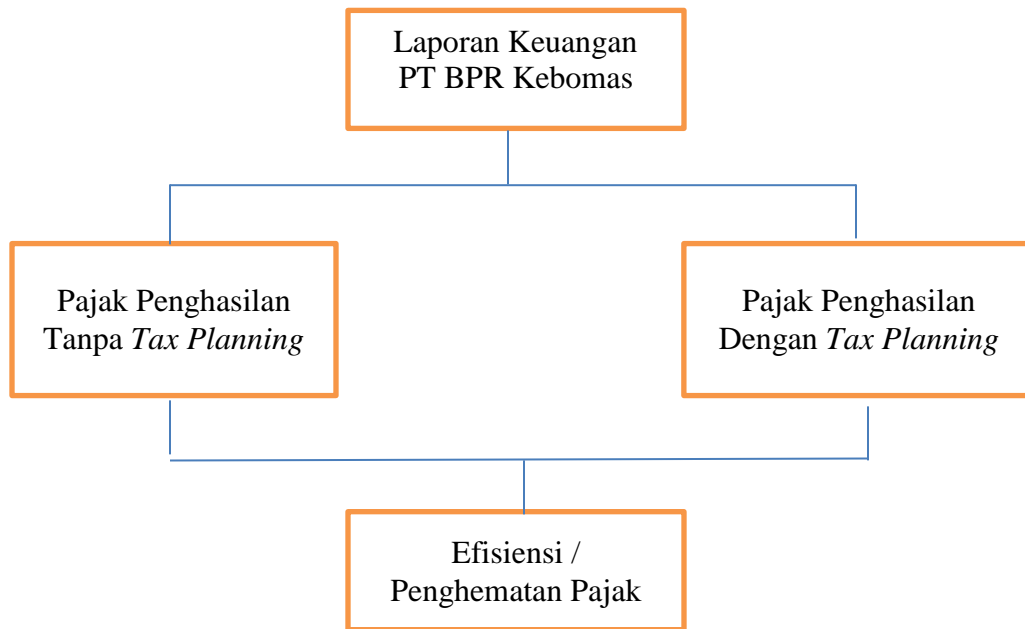 Laporan Keuangan
PT BPR Kebomas
Pajak Penghasilan
Tanpa Tax Planning
Pajak Penghasilan
Dengan Tax Planning
Efisiensi /
Penghematan Pajak